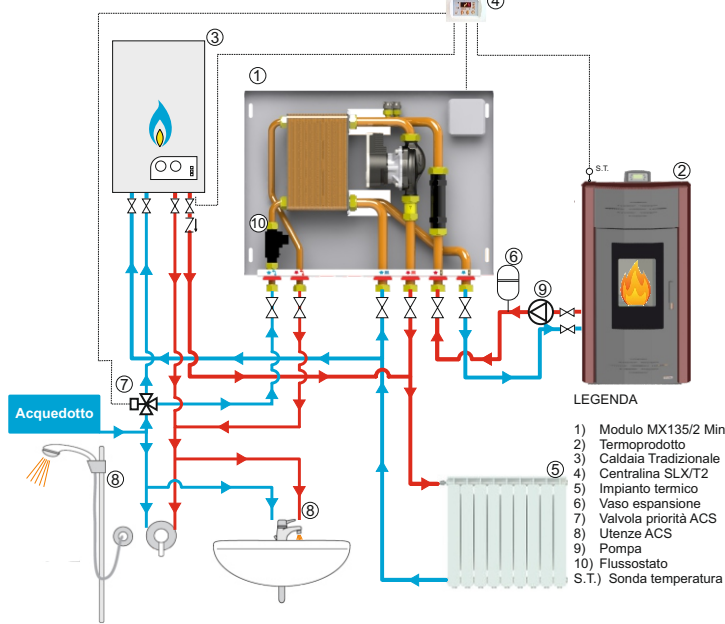 4
3
1
S.T.
2
10
6
9
7
Acquedotto
8
8
5
LEGENDA
1) Modulo MX135/2 Min
2) Termoprodotto
3) Caldaia Tradizionale
4) Centralina SLX/T2
5) Impianto termico
6) Vaso espansione
7) Valvola priorità ACS
8) Utenze ACS
9) Pompa
10) Flussostato
S.T.) Sonda temperatura